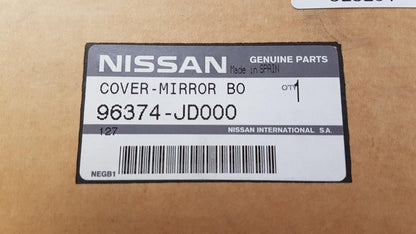 NISSAN GENUINE PARTS
Made in SPAIN
COVER-MIRROR BO QTY 1
96374-JD000
127 NISSAN INTERNATIONAL S.A.
NEGB1